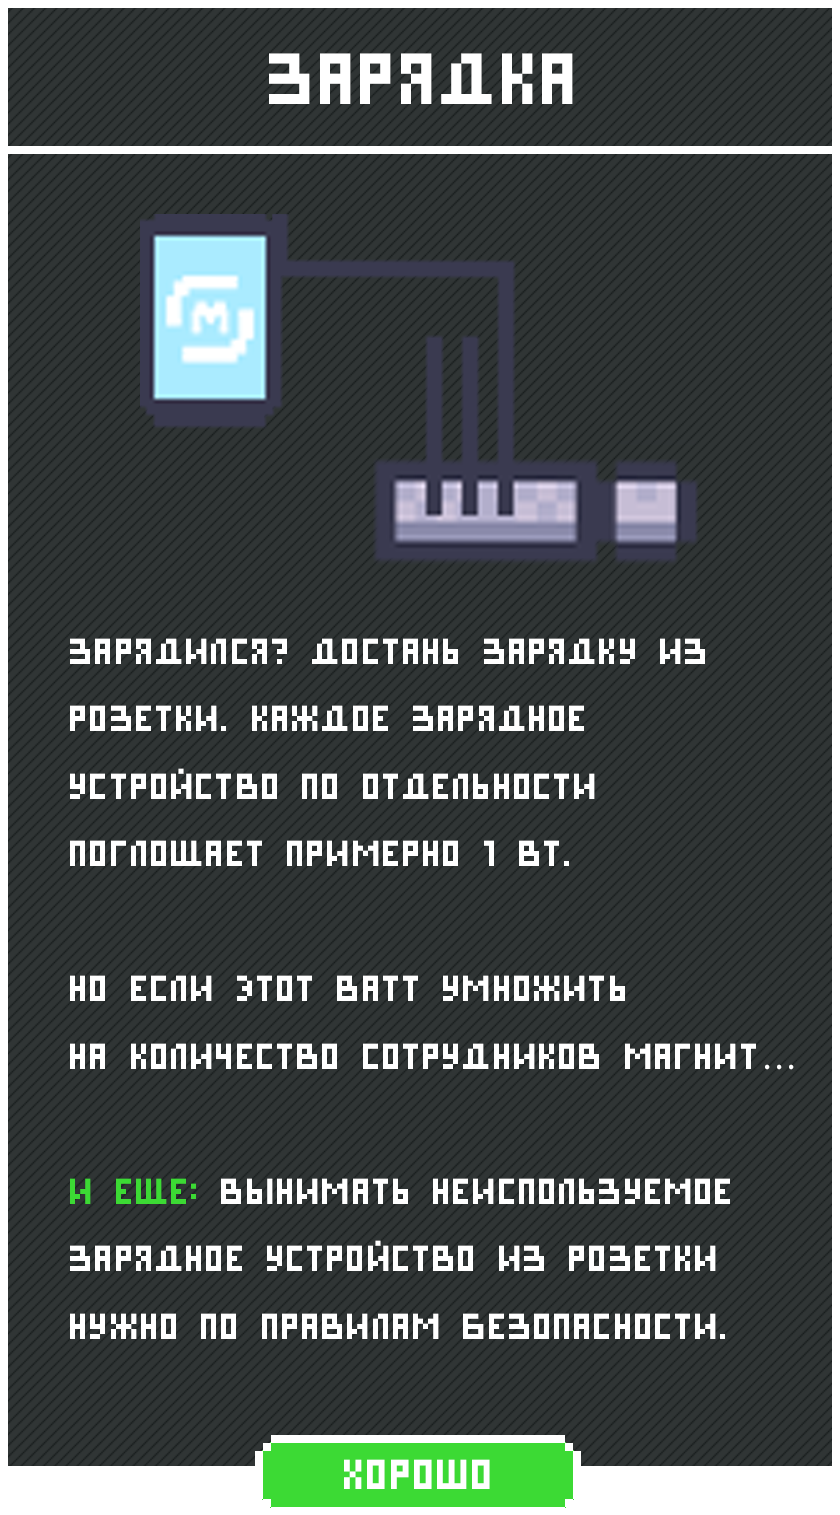 ЗАРЯДКА
М
ЗАРЯДИЛСЯ? ДОСТАНЬ ЗАРЯДКУ ИЗ
РОЗЕТКИ. КАЖДОЕ ЗАРЯДНОЕ
УСТРОЙСТВО ПО ОТДЕЛЬНОСТИ
ПОГЛОЩАЕТ ПРИМЕРНО 1 ВТ.
НО ЕСЛИ ЭТОТ ВАТТ УМНОЖИТЬ
НА КОЛИЧЕСТВО СОТРУДНИКОВ МАГНИТ...
И ЕЩЕ: ВЫНИМАТЬ НЕИСПОЛЬЗУЕМОЕ
ЗАРЯДНОЕ УСТРОЙСТВО ИЗ РОЗЕТКИ
НУЖНО ПО ПРАВИЛАМ БЕЗОПАСНОСТИ.
ХОРОШО